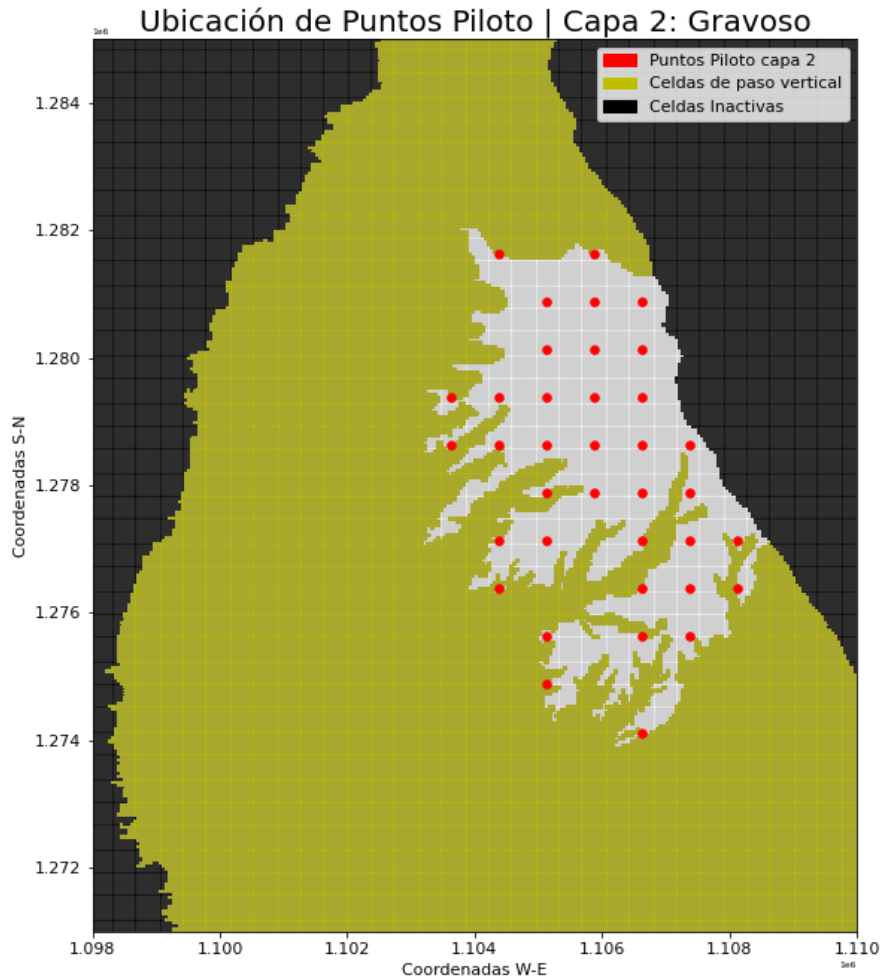 Ubicación de Puntos Piloto | Capa 2: Gravoso
1e6
Puntos Piloto capa 2
Celdas de paso vertical
Celdas Inactivas
1.284
1.282
1.280
1.278
1.276
1.274
1.272
Coordenadas S-N
1.098 1.100 1.102 1.104 1.106 1.108 1.110
1e6
Coordenadas W-E